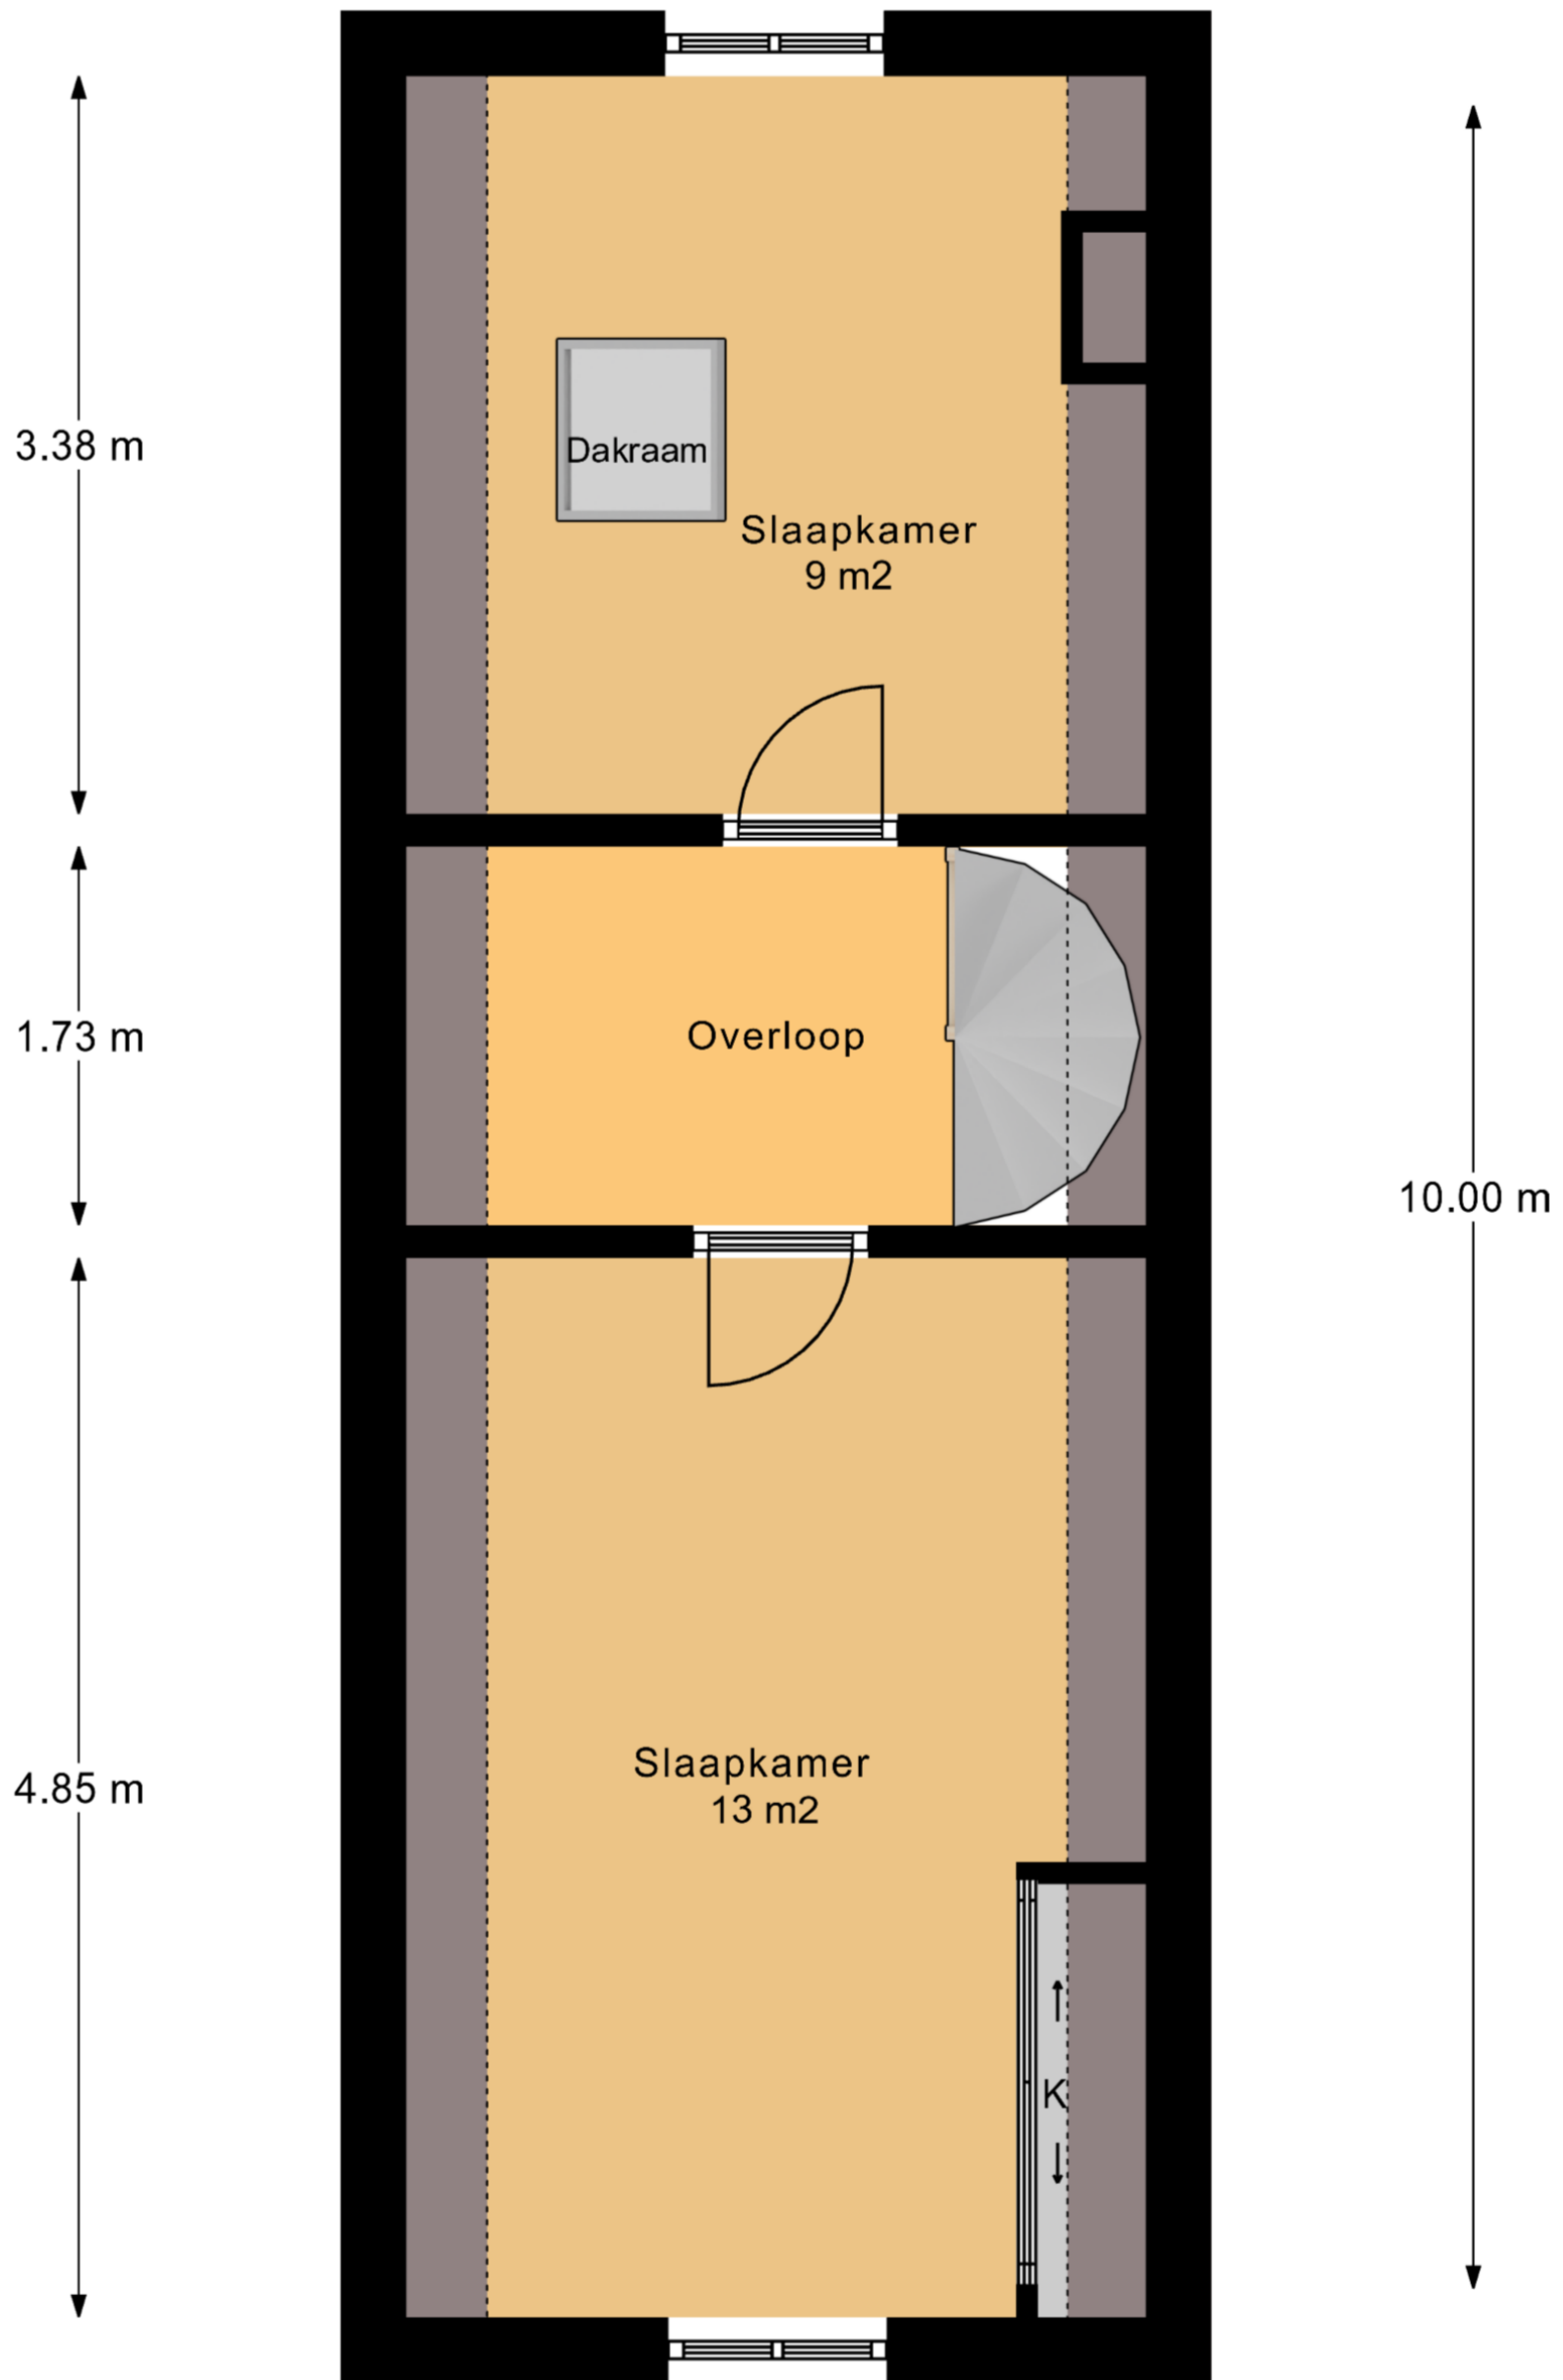 3.38 m
Dakraam
Slaapkamer
9 m2
1.73 m
Overloop
10.00 m
4.85 m
Slaapkamer
13 m2
K